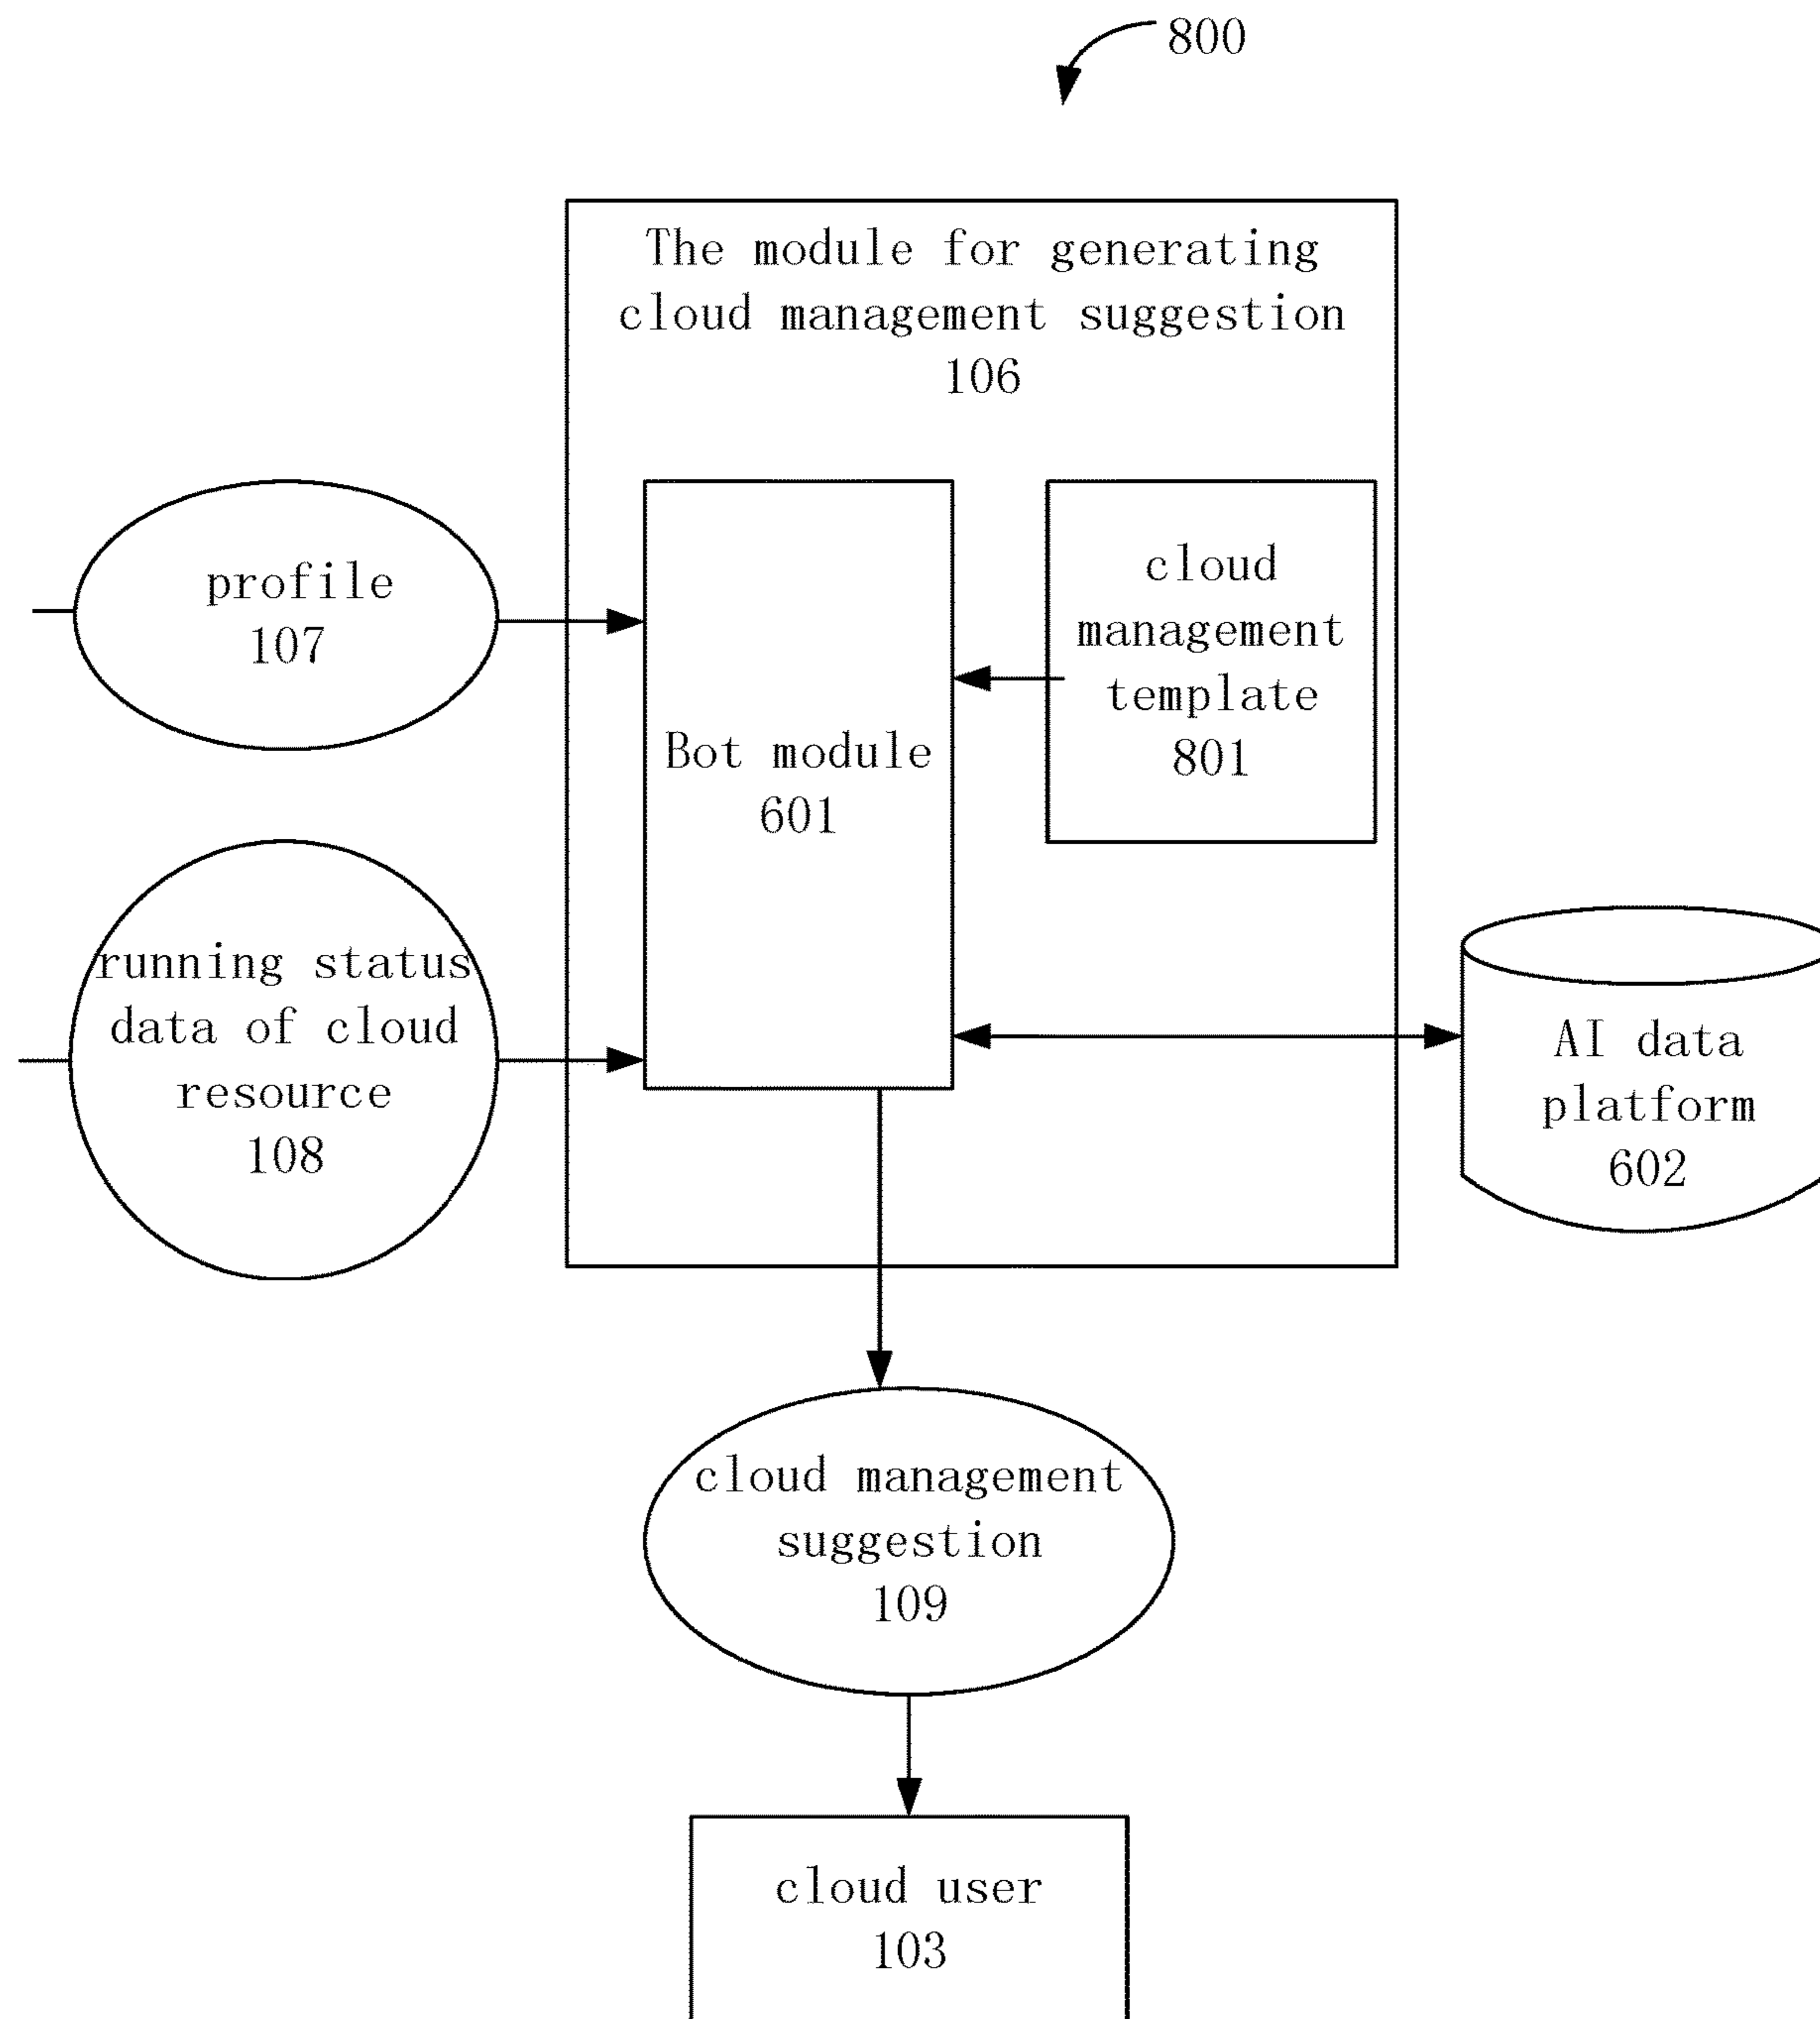 800
The module for generating
cloud management suggestion
106
profile
107
cloud
management
template
801
Bot module
601
running status
data of cloud
resource
108
AI data
platform
602
cloud management
suggestion
109
cloud user
103